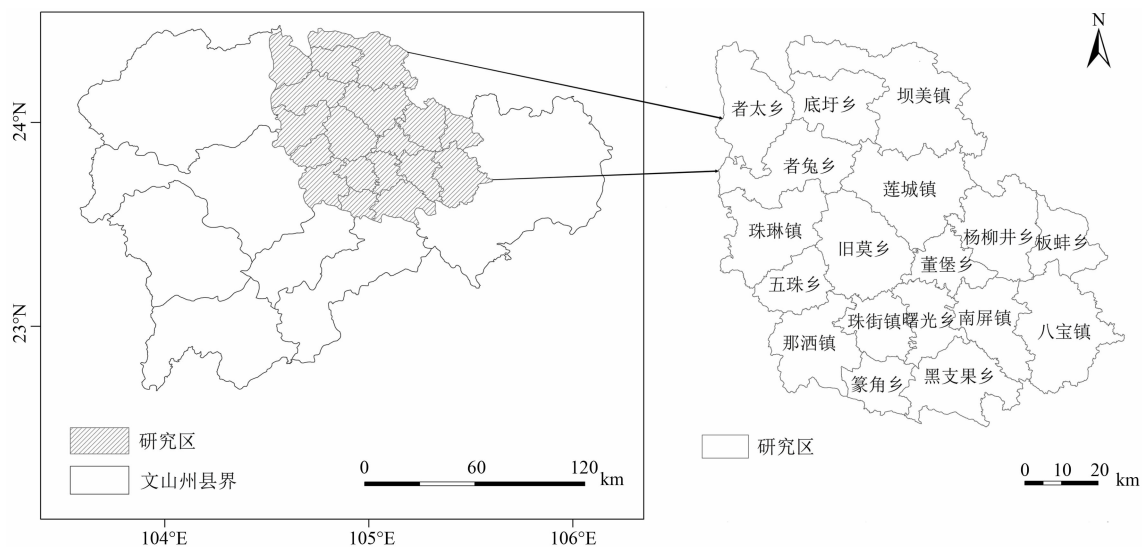 24°N
23°N
104°E
105°E
106°E
研究区
文山州县界
0 60 120
km
N
者太乡
底圩乡
坝美镇
者兔乡
莲城镇
珠琳镇
旧莫乡
杨柳井乡
板蚌乡
董堡乡
五珠乡
珠街镇
曙光乡
南屏镇
八宝镇
那洒镇
篆角乡
黑支果乡
研究区
0 10 20
km